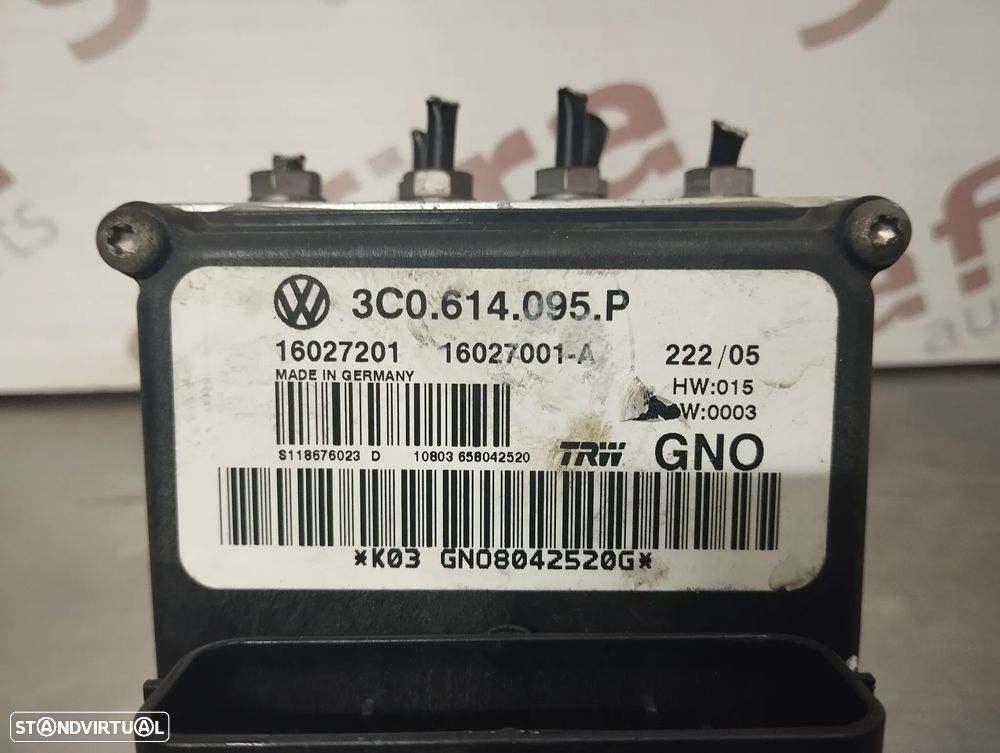 3C0.614.095.P
16027201 16027001-A 222/05
MADE IN GERMANY HW:015
W:0003
S118676023 D 10803 658042520 TRW GNO
*K03 GNO8042520G*
STANDVIRTUAL